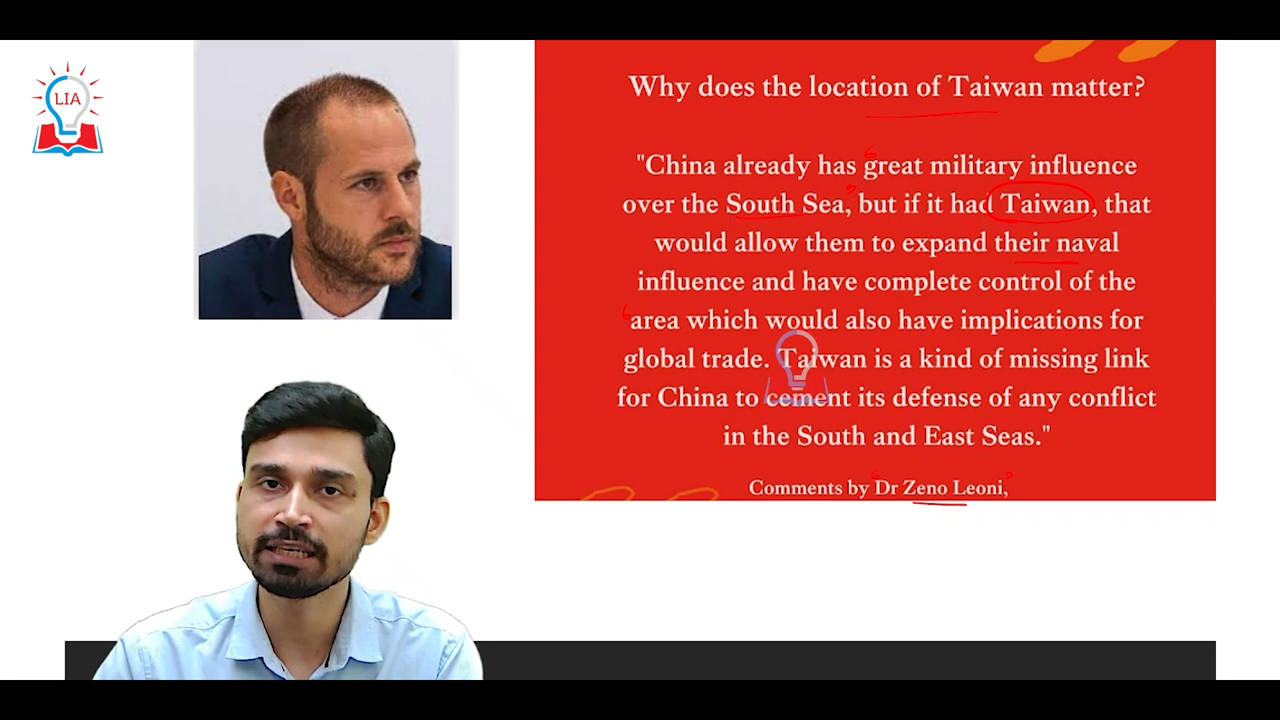 LIA
Why does the location of Taiwan matter?
"China already has great military influence
over the South Sea, but if it had Taiwan, that
would allow them to expand their naval
influence and have complete control of the
area which would also have implications for
global trade. Taiwan is a kind of missing link
for China to cement its defense of any conflict
in the South and East Seas."
Comments by Dr Zeno Leoni,